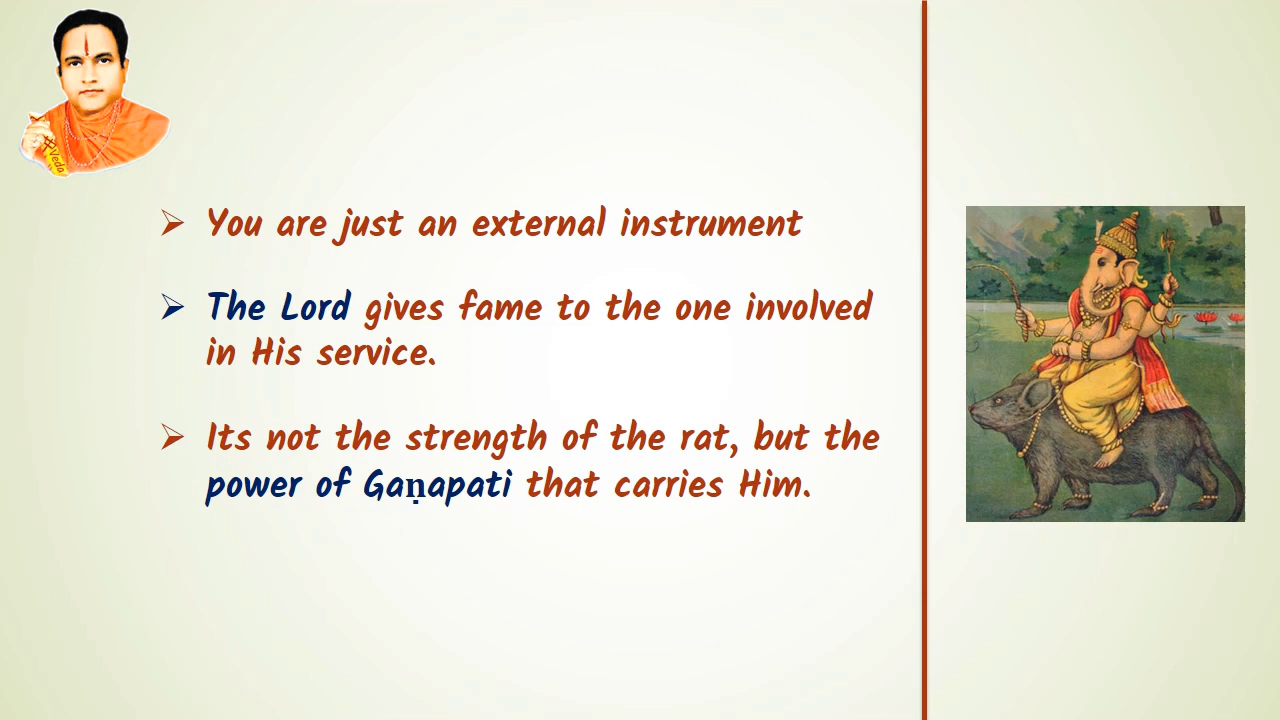 Veda
You are just an external instrument
The Lord gives fame to the one involved
in His service.
Its not the strength of the rat, but the
power of Gaṇapati that carries Him.